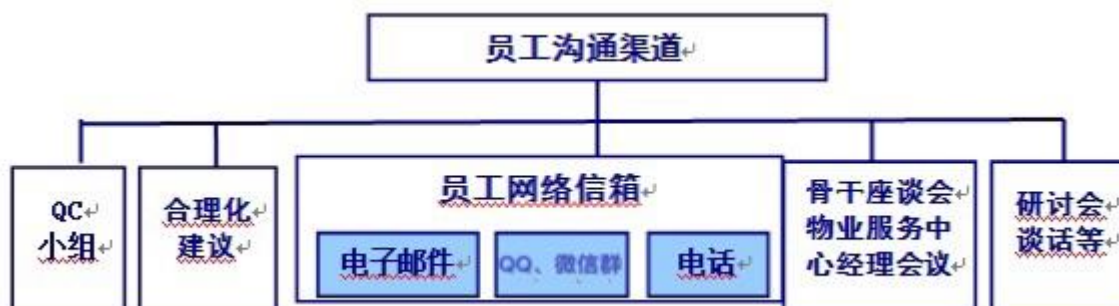 员工沟通渠道
QC
小组
合理化
建议
员工网络信箱
电子邮件
QQ、微信群
电话
骨干座谈会
物业服务中
心经理会议
研讨会
谈话等